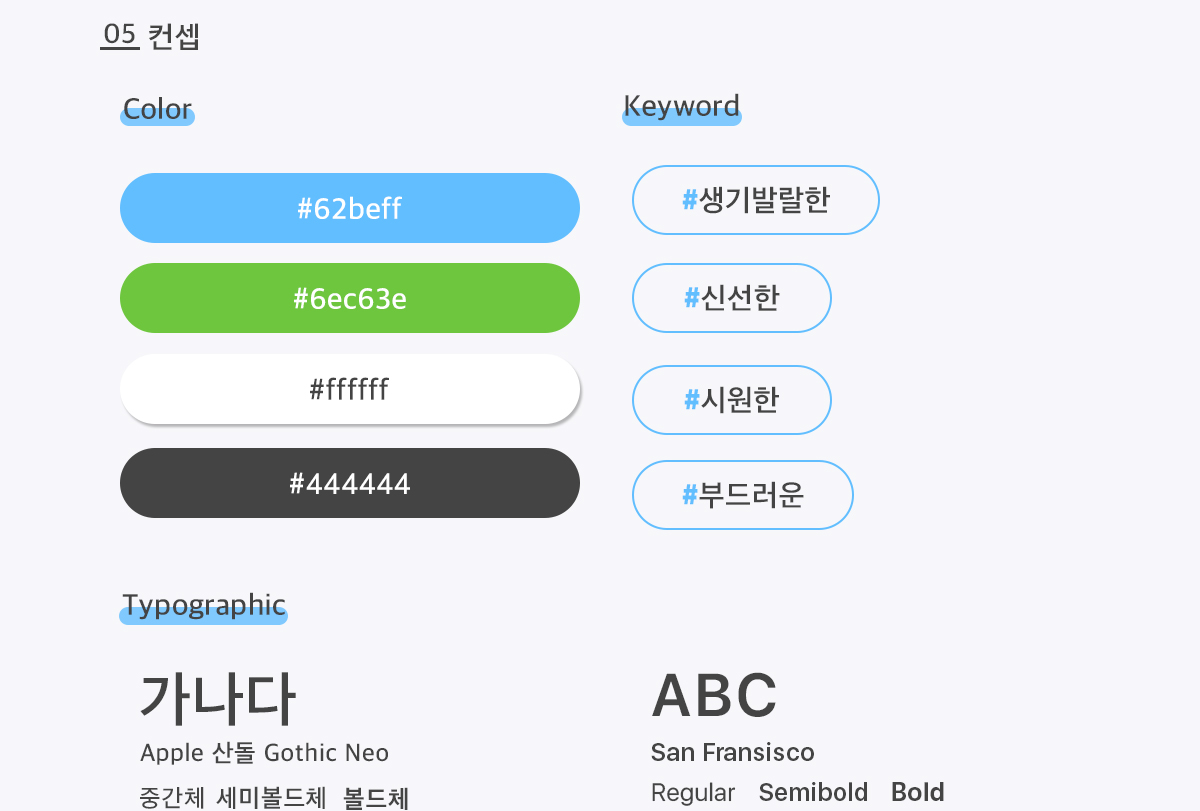 05 컨셉
Color
#62beff
#6ec63e
#ffffff
#444444
Keyword
#생기발랄한
#신선한
#시원한
#부드러운
Typographic
가나다
Apple 산돌 Gothic Neo
중간체 세미볼드체 볼드체
ABC
San Fransisco
Regular Semibold Bold